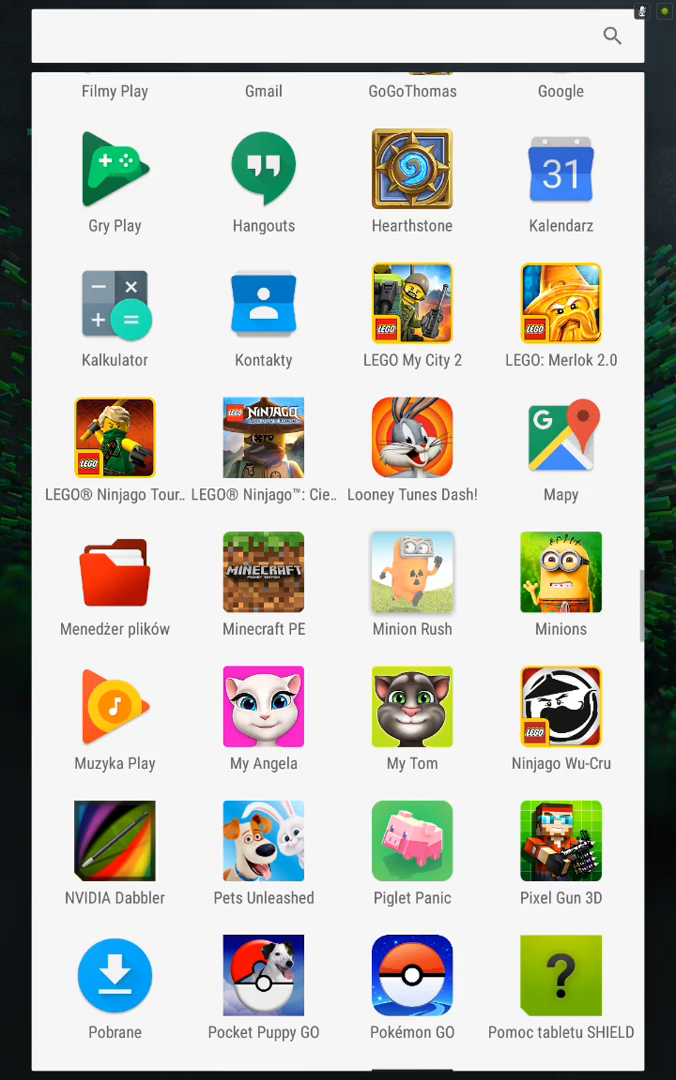 Filmy Play
Gmail
GoGoThomas
Google
31
Gry Play
Hangouts
Hearthstone
Kalendarz
LEGO
LEGO
Kalkulator
Kontakty
LEGO My City 2
LEGO: Merlok 2.0
LEGO
LEGO NINJAGO
G
LEGO® Ninjago Tour..
LEGO® Ninjago™: Cie..
Looney Tunes Dash!
Mapy
MINECRAFT
Menedżer plików
Minecraft PE
Minion Rush
Minions
LEGO
Muzyka Play
My Angela
My Tom
Ninjago Wu-Cru
NVIDIA Dabbler
Pets Unleashed
Piglet Panic
Pixel Gun 3D
?
Pobrane
Pocket Puppy GO
Pokémon GO
Pomoc tabletu SHIELD